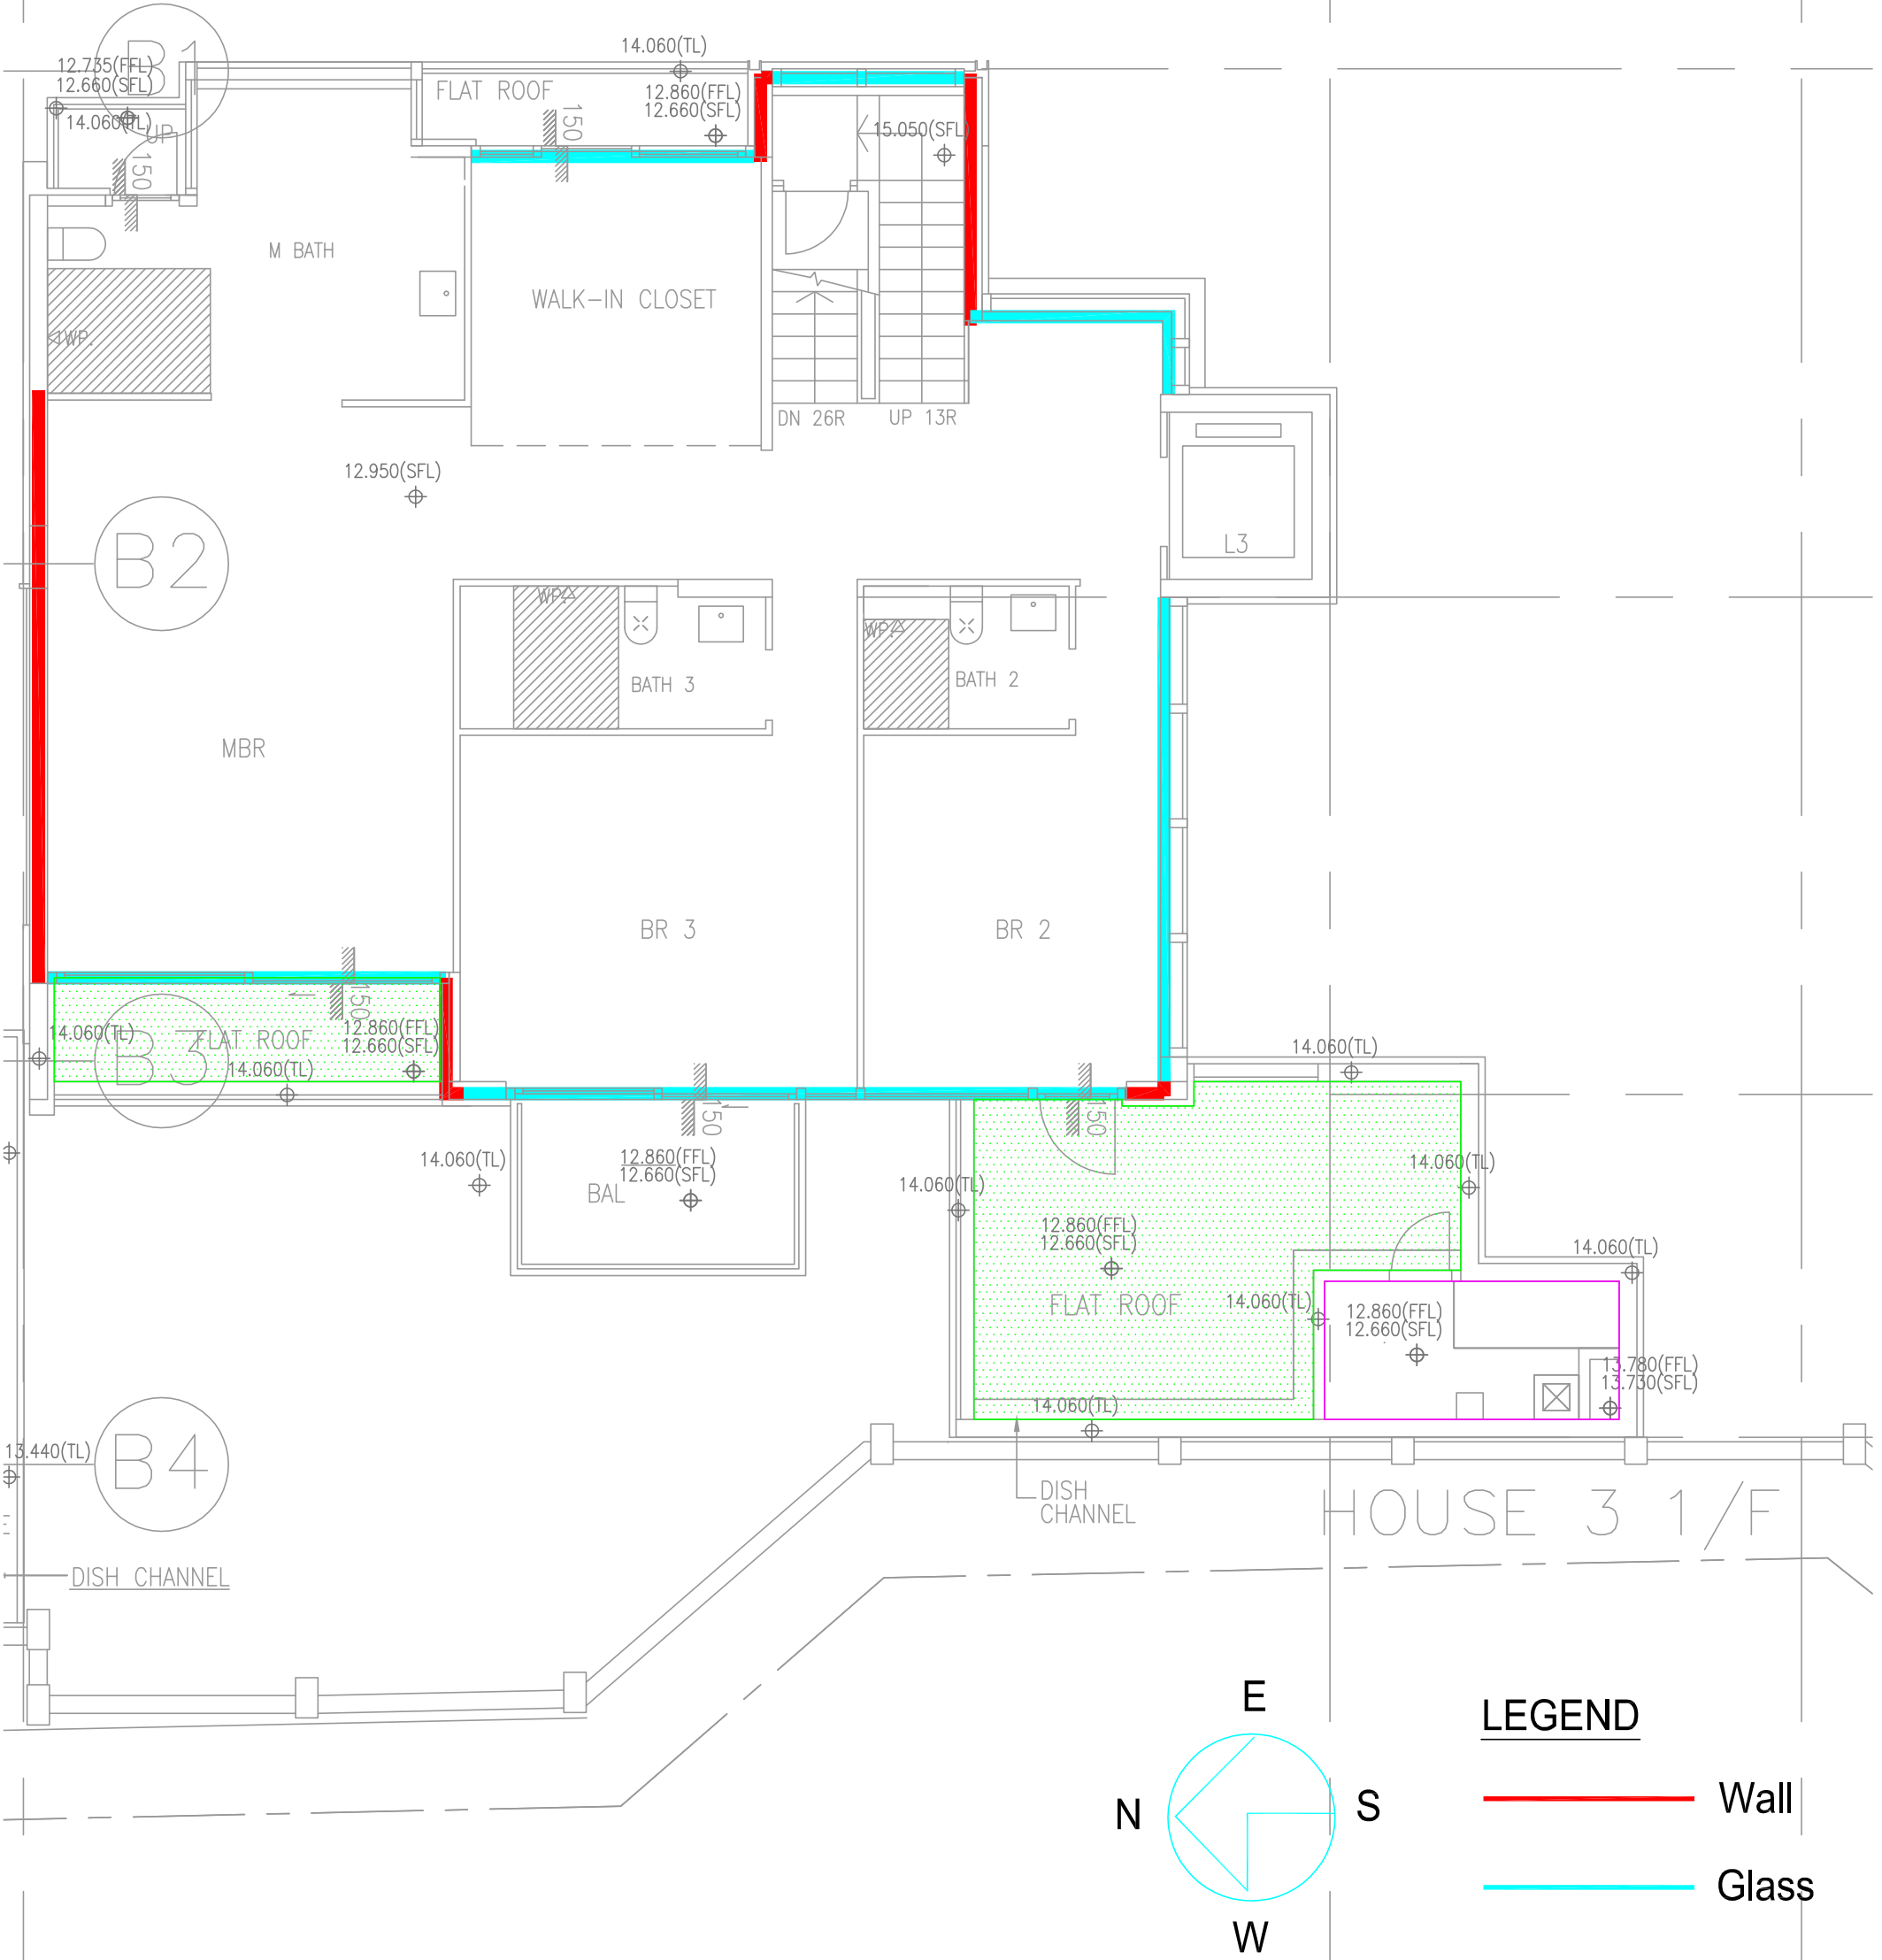 B1
14.060(TL)
12.735(FFL)
12.660(SFL)
14.060(TL)
UP
FLAT ROOF
12.860(FFL)
12.660(SFL)
150
15.050(SFL)
150
M BATH
WALK-IN CLOSET
WP.
DN 26R
UP 13R
12.950(SFL)
B2
L3
WP.
WP.
BATH 3
BATH 2
MBR
BR 3
BR 2
150
14.060(TL)
B3
FLAT ROOF
12.860(FFL)
12.660(SFL)
14.060(TL)
14.060(TL)
150
150
14.060(TL)
12.860(FFL)
12.660(SFL)
BAL
14.060(TL)
14.060(TL)
12.860(FFL)
12.660(SFL)
14.060(TL)
FLAT ROOF
14.060(TL)
12.860(FFL)
12.660(SFL)
13.780(FFL)
13.730(SFL)
14.060(TL)
13.440(TL)
B4
DISH
CHANNEL
HOUSE 3 1/F
DISH CHANNEL
E
LEGEND
N
S
Wall
Glass
W